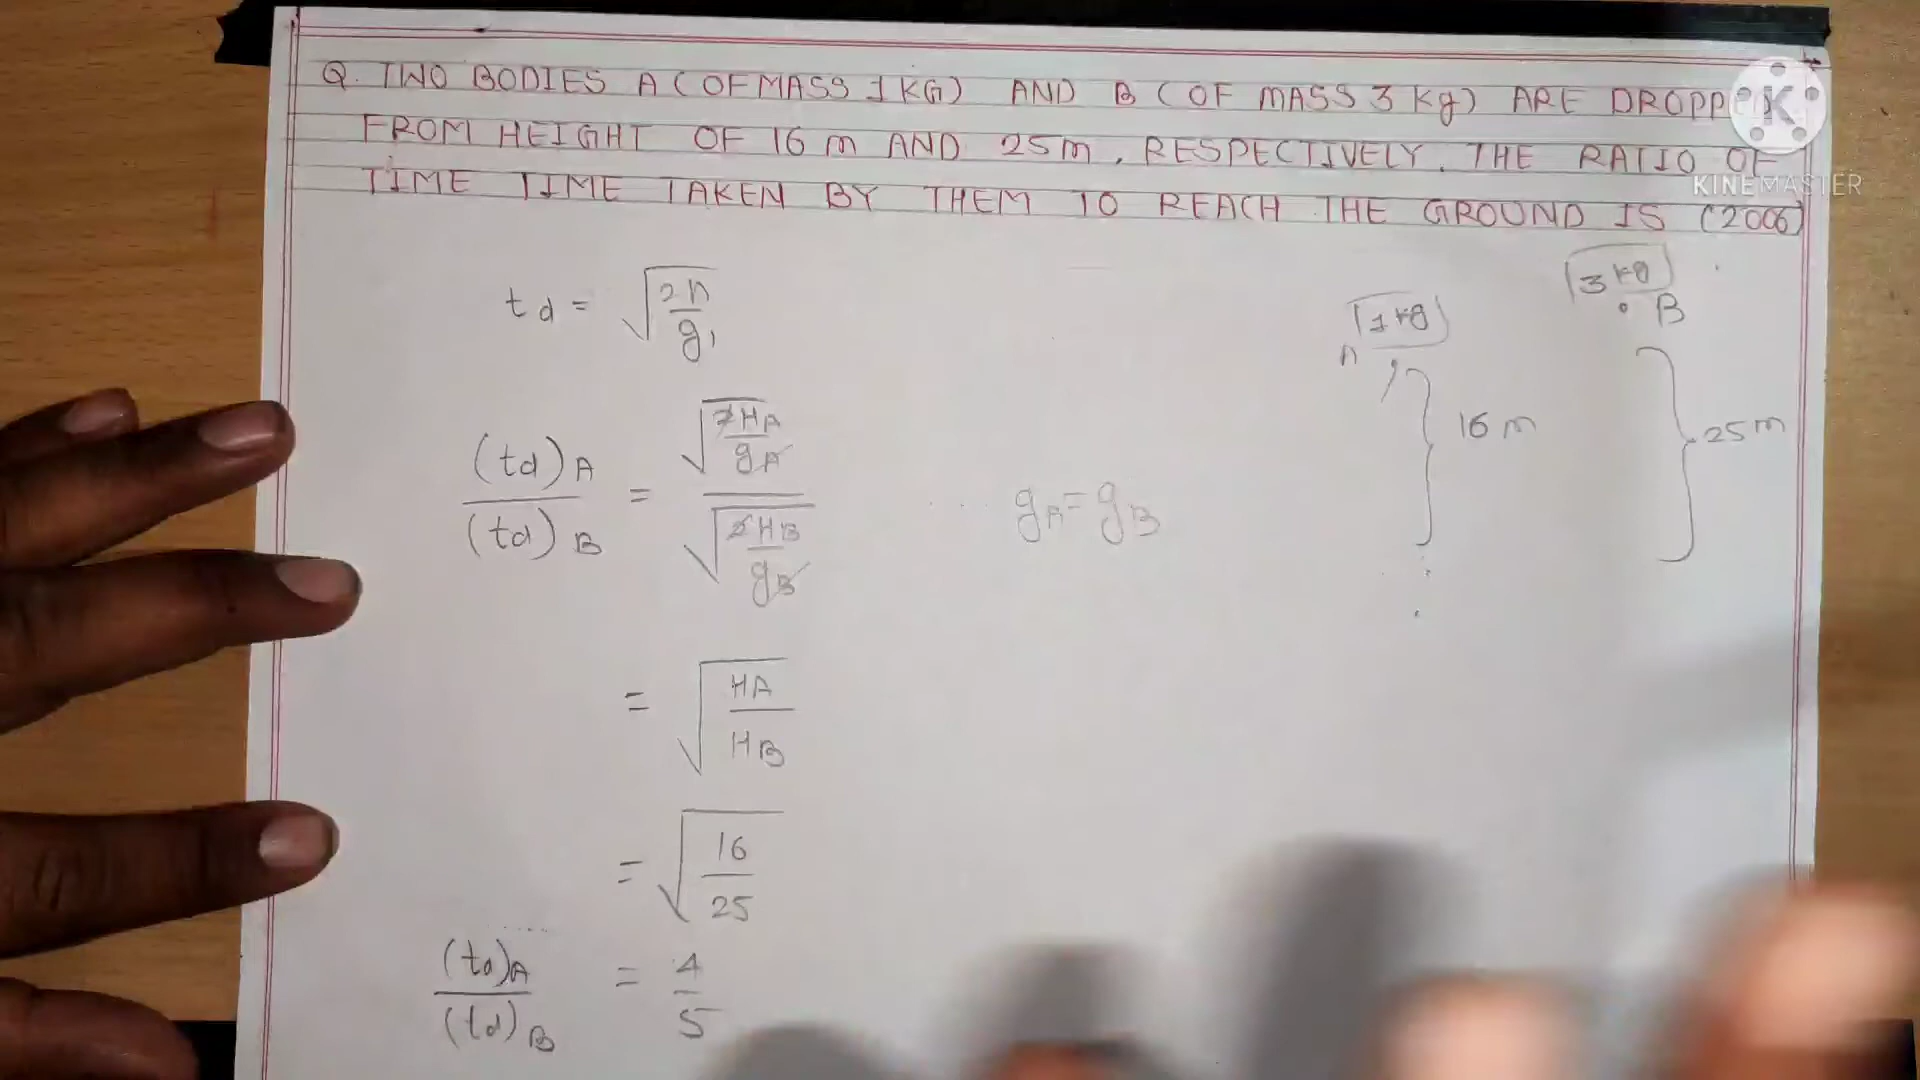 Q. TWO BODIES A (OF MASS 1 KG) AND B (OF MASS 3 Kg) ARE DROPPED
FROM HEIGHT OF 16 m AND 25m, RESPECTIVELY. THE RATIO OF
TIME TIME TAKEN BY THEM TO REACH THE GROUND IS (2006)
K
KINEMASTER
td = √(2h/g)
1 kg
A
16 m
3 kg
B
25 m
(td)A/(td)B = √(2HA/gA)/√(2HB/gB)
gA = gB
= √(HA/HB)
= √(16/25)
(td)A/(td)B = 4/5